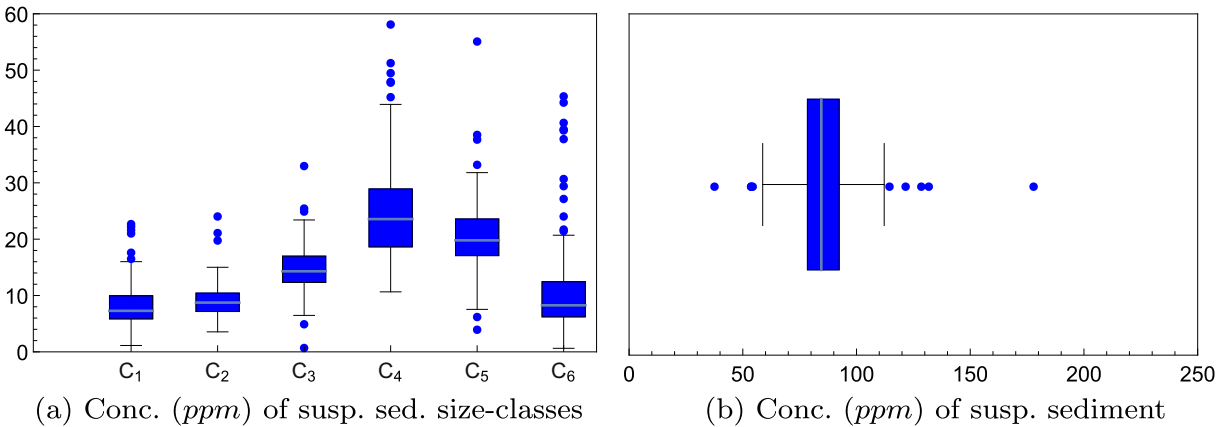 60
50
40
30
20
10
0
C1 C2 C3 C4 C5 C6
0 50 100 150 200 250
(a) Conc. (ppm) of susp. sed. size-classes
(b) Conc. (ppm) of susp. sediment